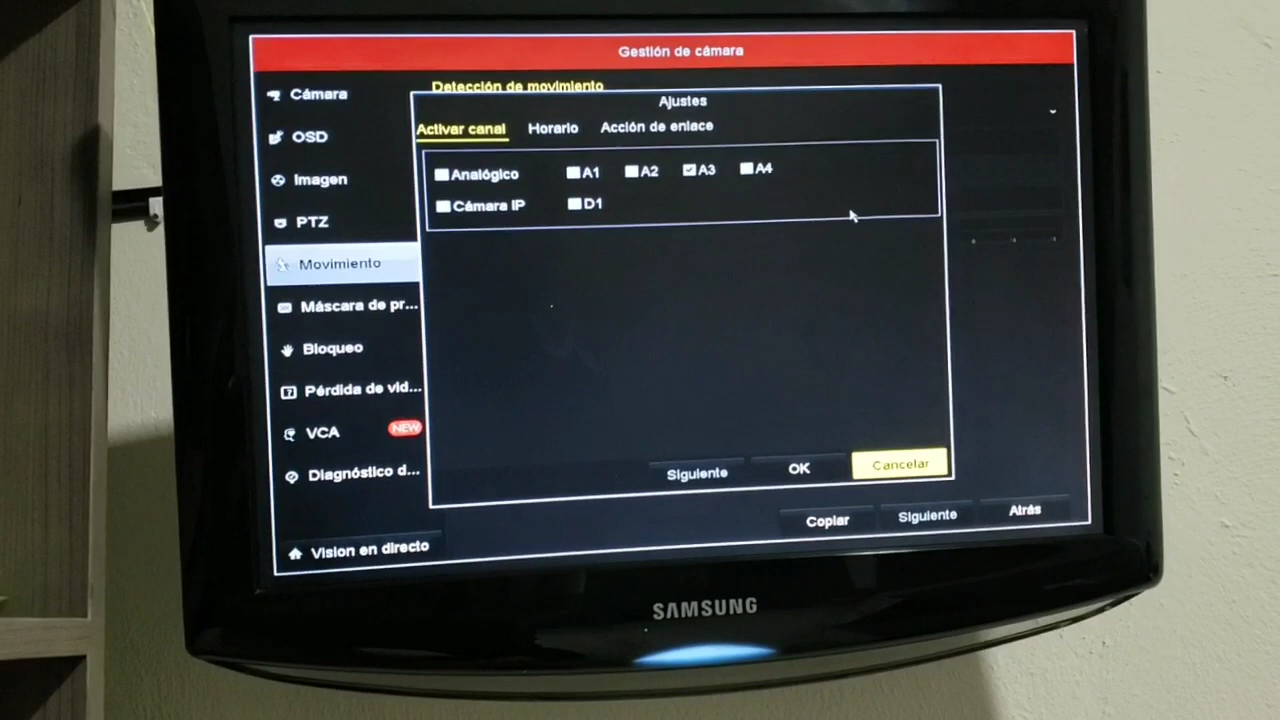 Gestión de cámara
Cámara
OSD
Imagen
PTZ
Movimiento
Máscara de pr...
Bloqueo
Pérdida de vid...
VCA NEW
Diagnóstico d...
Vision en directo
Detección de movimiento
Ajustes
Activar canal Horario Acción de enlace
Analógico A1 A2 A3 A4
Cámara IP D1
Siguiente OK Cancelar
Copiar Siguiente Atrás
SAMSUNG